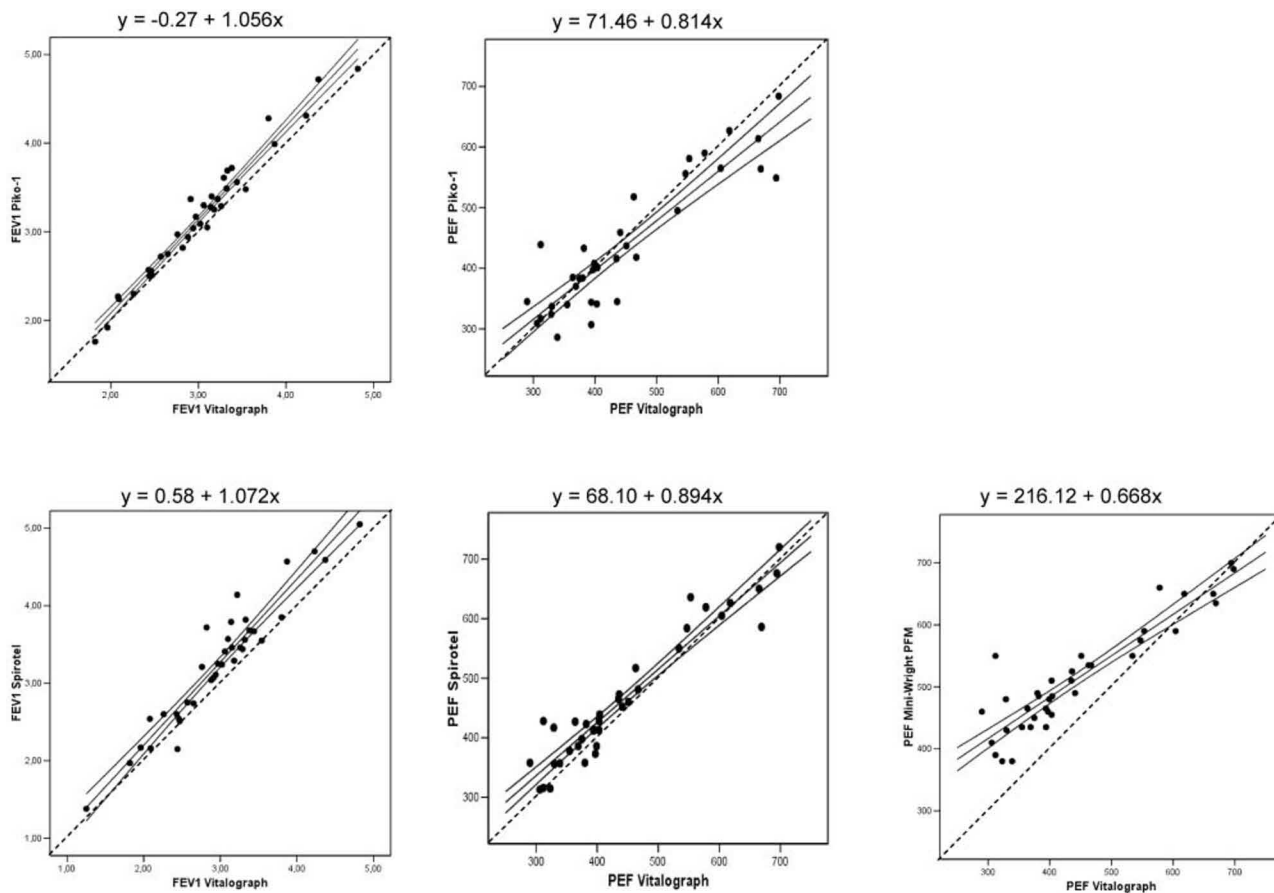 y = -0.27 + 1.056x
5,00
4,00
3,00
2,00
FEV1 Piko-1
2,00 3,00 4,00 5,00
FEV1 Vitalograph
y = 71.46 + 0.814x
700
600
500
400
300
PEF Piko-1
300 400 500 600 700
PEF Vitalograph
y = 0.58 + 1.072x
5,00
4,00
3,00
2,00
1,00
FEV1 Spirotel
1,00 2,00 3,00 4,00 5,00
FEV1 Vitalograph
y = 68.10 + 0.894x
700
600
500
400
300
PEF Spirotel
300 400 500 600 700
PEF Vitalograph
y = 216.12 + 0.668x
700
600
500
400
300
PEF Mini-Wright PFM
300 400 500 600 700
PEF Vitalograph